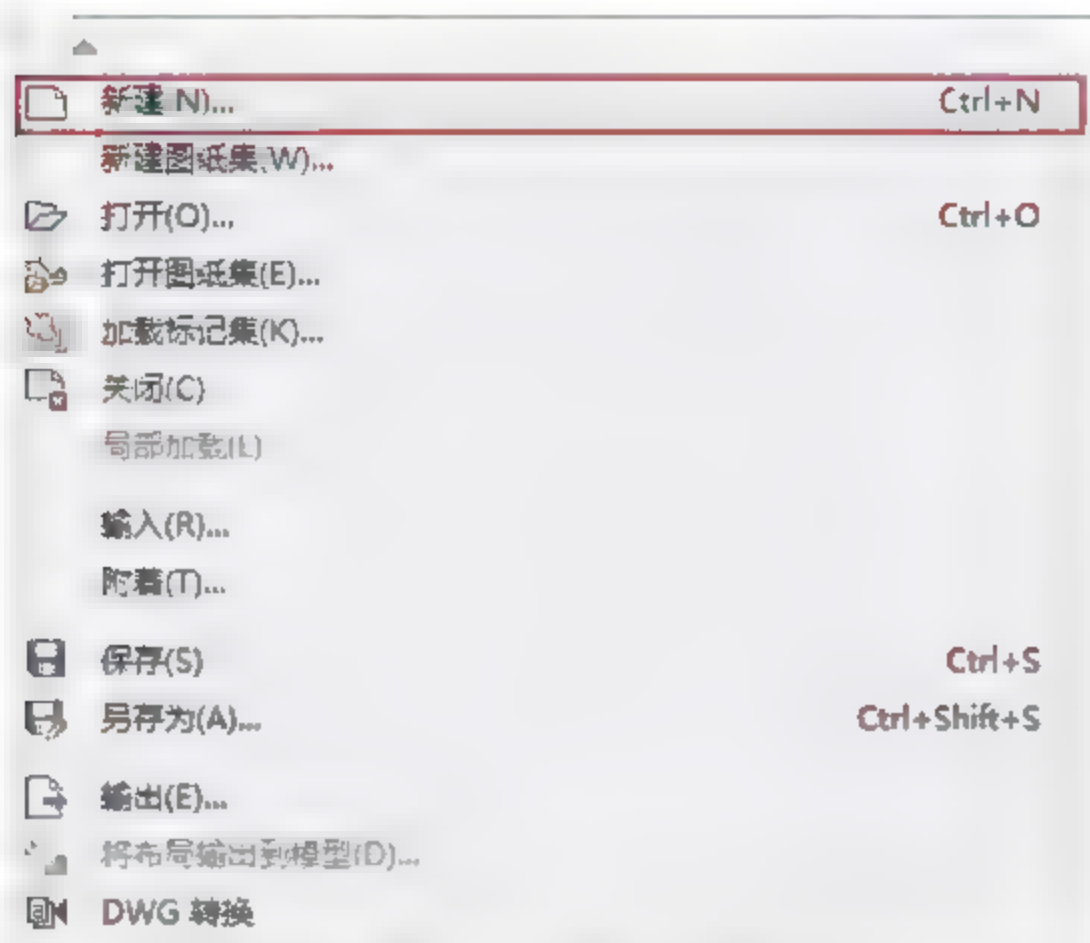 新建 N)... Ctrl+N
新建图纸集 W)...
打开(O)... Ctrl+O
打开图纸集(E)...
加载标记集(K)...
关闭(C)
局部加载(L)
输入(R)...
附着(T)...
保存(S) Ctrl+S
另存为(A)... Ctrl+Shift+S
输出(E)...
将布局输出到模型(D)...
DWG 转换